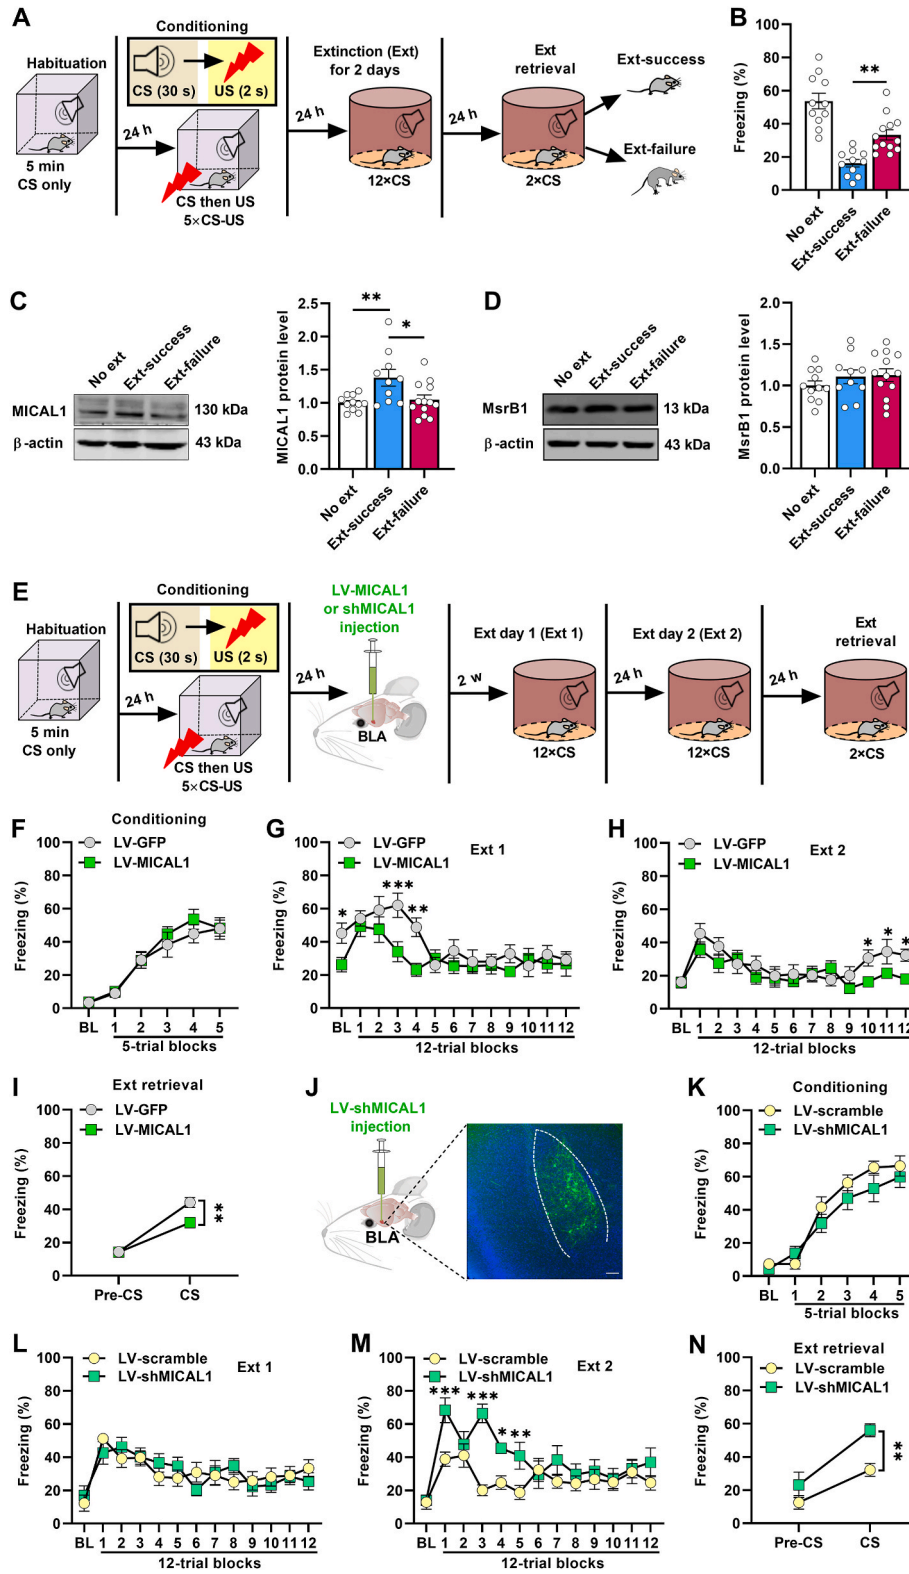 A
Habituation
5 min
CS only
24 h
Conditioning
CS (30 s)
US (2 s)
CS then US
5×CS-US
24 h
Extinction (Ext)
for 2 days
12×CS
24 h
Ext
retrieval
2×CS
Ext-success
Ext-failure
B
Freezing (%)
100
80
60
40
20
0
**
No ext
Ext-success
Ext-failure
C
No ext
Ext-success
Ext-failure
MICAL1
130 kDa
β-actin
43 kDa
MICAL1 protein level
2.5
2.0
1.5
1.0
0.5
0.0
**
*
No ext
Ext-success
Ext-failure
D
No ext
Ext-success
Ext-failure
MsrB1
13 kDa
β-actin
43 kDa
MsrB1 protein level
2.0
1.5
1.0
0.5
0.0
No ext
Ext-success
Ext-failure
E
Habituation
5 min
CS only
24 h
Conditioning
CS (30 s)
US (2 s)
CS then US
5×CS-US
24 h
LV-MICAL1
or shMICAL1
injection
BLA
2 w
Ext day 1 (Ext 1)
12×CS
24 h
Ext day 2 (Ext 2)
12×CS
24 h
Ext
retrieval
2×CS
F
Conditioning
LV-GFP
LV-MICAL1
Freezing (%)
100
80
60
40
20
0
BL 1 2 3 4 5
5-trial blocks
G
LV-GFP
LV-MICAL1
Ext 1
Freezing (%)
100
80
60
40
20
0
* *** **
BL 1 2 3 4 5 6 7 8 9 10 11 12
12-trial blocks
H
LV-GFP
LV-MICAL1
Ext 2
Freezing (%)
100
80
60
40
20
0
* * *
BL 1 2 3 4 5 6 7 8 9 10 11 12
12-trial blocks
I
Ext retrieval
LV-GFP
LV-MICAL1
Freezing (%)
100
80
60
40
20
0
**
Pre-CS CS
J
LV-shMICAL1
injection
BLA
K
Conditioning
LV-scramble
LV-shMICAL1
Freezing (%)
100
80
60
40
20
0
BL 1 2 3 4 5
5-trial blocks
L
LV-scramble
LV-shMICAL1
Ext 1
Freezing (%)
100
80
60
40
20
0
BL 1 2 3 4 5 6 7 8 9 10 11 12
12-trial blocks
M
LV-scramble
LV-shMICAL1
Ext 2
Freezing (%)
100
80
60
40
20
0
*** *** * **
BL 1 2 3 4 5 6 7 8 9 10 11 12
12-trial blocks
N
Ext retrieval
LV-scramble
LV-shMICAL1
Freezing (%)
100
80
60
40
20
0
**
Pre-CS CS